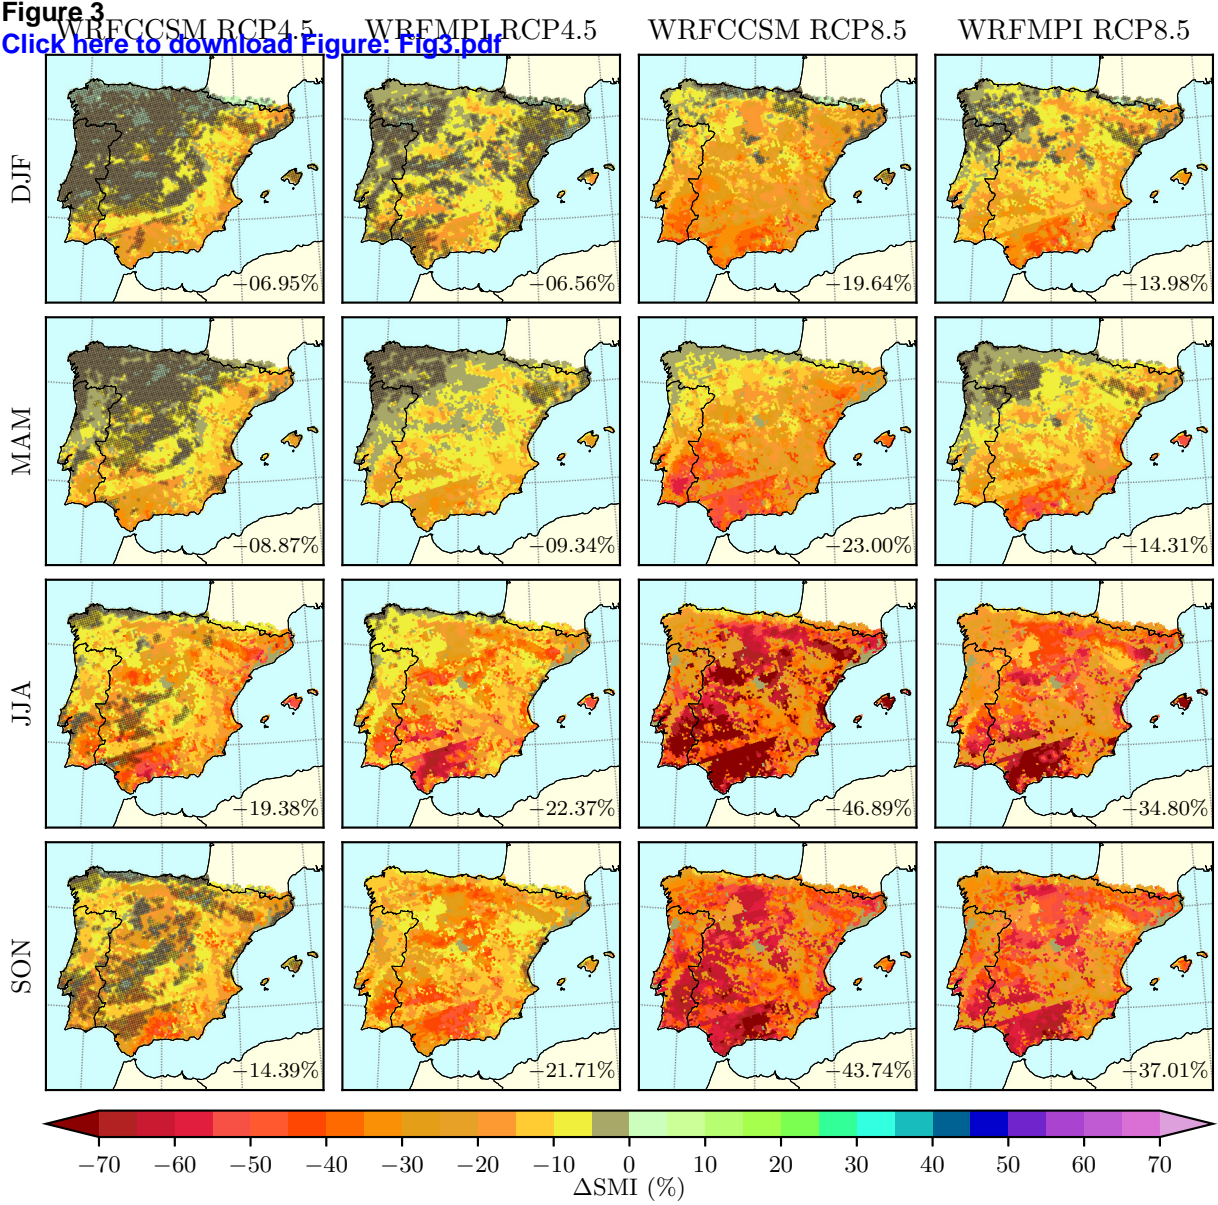 Figure 3
Click here to download Figure: Fig3.pdf
WRFCCSM RCP4.5 WRFMPI RCP4.5 WRFCCSM RCP8.5 WRFMPI RCP8.5
DJF
−06.95% −06.56% −19.64% −13.98%
MAM
−08.87% −09.34% −23.00% −14.31%
JJA
−19.38% −22.37% −46.89% −34.80%
SON
−14.39% −21.71% −43.74% −37.01%
−70 −60 −50 −40 −30 −20 −10 0 10 20 30 40 50 60 70
ΔSMI (%)